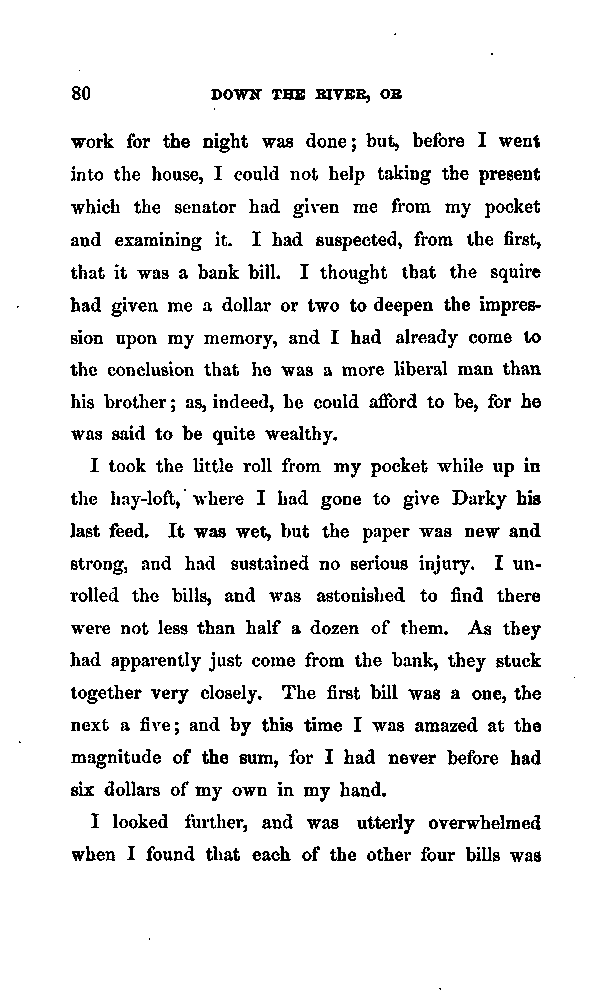 80 DOWN THE RIVER, OR
work for the night was done; but, before I went
into the house, I could not help taking the present
which the senator had given me from my pocket
and examining it. I had suspected, from the first,
that it was a bank bill. I thought that the squire
had given me a dollar or two to deepen the impres-
sion upon my memory, and I had already come to
the conclusion that he was a more liberal man than
his brother; as, indeed, he could afford to be, for he
was said to be quite wealthy.
I took the little roll from my pocket while up in
the hay-loft, where I had gone to give Darky his
last feed. It was wet, but the paper was new and
strong, and had sustained no serious injury. I un-
rolled the bills, and was astonished to find there
were not less than half a dozen of them. As they
had apparently just come from the bank, they stuck
together very closely. The first bill was a one, the
next a five; and by this time I was amazed at the
magnitude of the sum, for I had never before had
six dollars of my own in my hand.
I looked further, and was utterly overwhelmed
when I found that each of the other four bills was